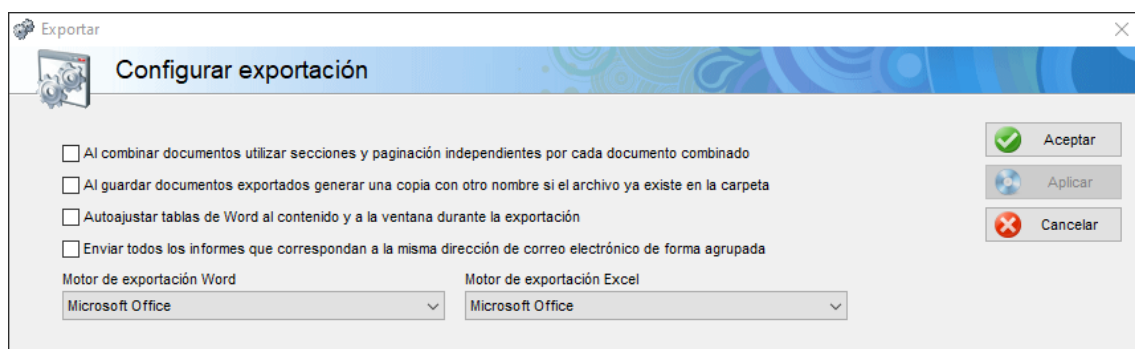 Exportar
Configurar exportación
Al combinar documentos utilizar secciones y paginación independientes por cada documento combinado
Al guardar documentos exportados generar una copia con otro nombre si el archivo ya existe en la carpeta
Autoajustar tablas de Word al contenido y a la ventana durante la exportación
Enviar todos los informes que correspondan a la misma dirección de correo electrónico de forma agrupada
Motor de exportación Word
Motor de exportación Excel
Microsoft Office
Microsoft Office
Aceptar
Aplicar
Cancelar